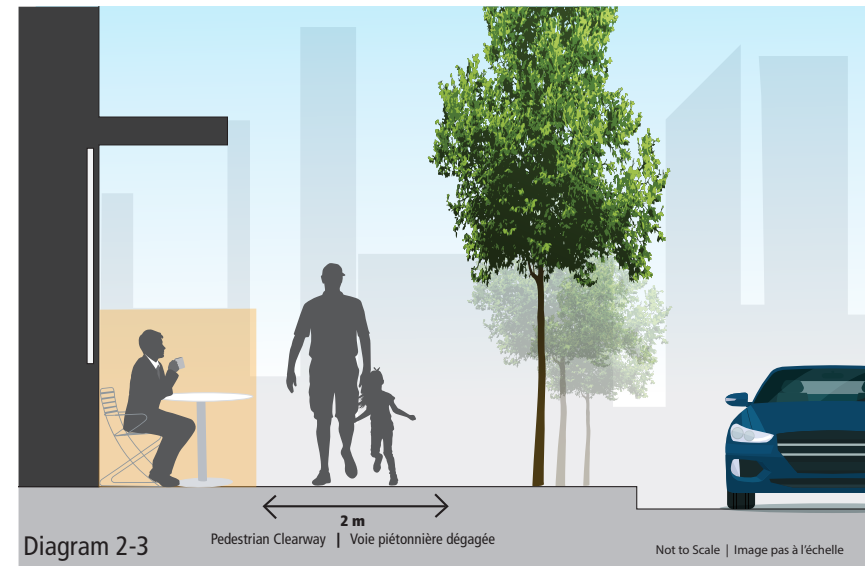 2 m
Pedestrian Clearway | Voie piétonnière dégagée
Diagram 2-3
Not to Scale | Image pas à l'échelle